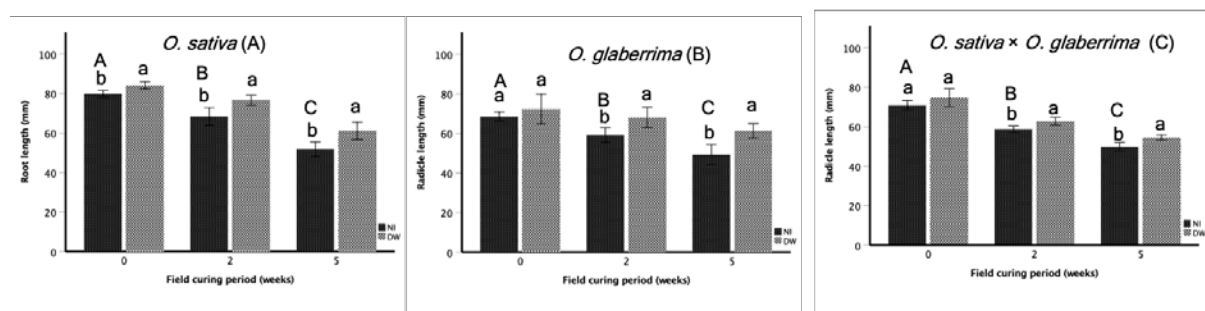 O. sativa (A)
100
80
60
40
20
0
Root length (mm)
A
b
a
B
b
a
C
b
a
NI
DW
0
2
5
Field curing period (weeks)
O. glaberrima (B)
100
80
60
40
20
0
Radicle length (mm)
A
a
a
B
b
a
C
b
a
NI
DW
0
2
5
Field curing period (weeks)
O. sativa × O. glaberrima (C)
100
80
60
40
20
0
Radicle length (mm)
A
a
a
B
b
a
C
b
a
NI
DW
0
2
5
Field curing period (weeks)